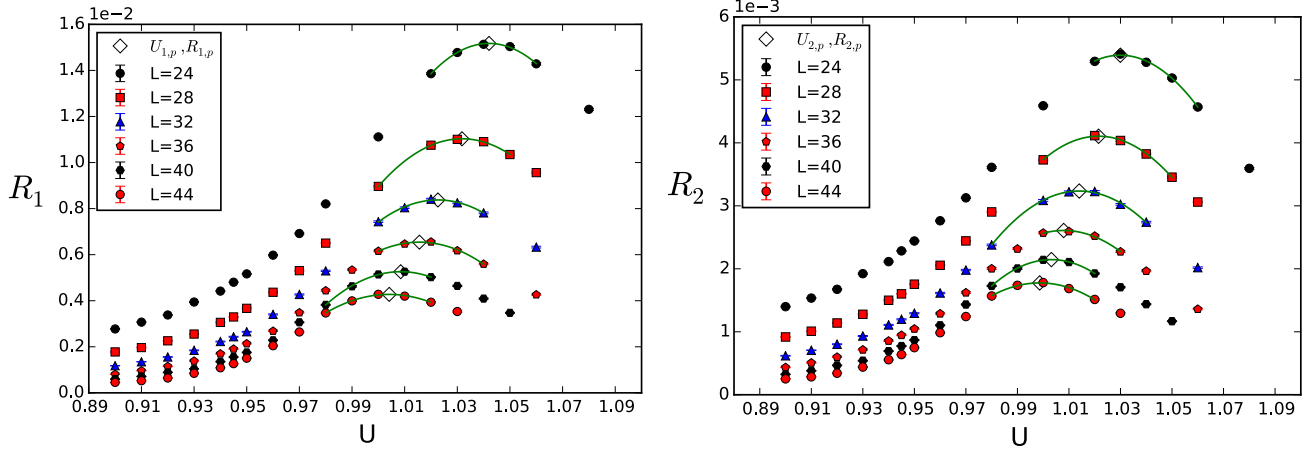 1e−2
1.6
1.4
1.2
1.0
0.8
0.6
0.4
0.2
0.0
R₁
U₁,ₚ ,R₁,ₚ
L=24
L=28
L=32
L=36
L=40
L=44
0.89 0.91 0.93 0.95 0.97 0.99 1.01 1.03 1.05 1.07 1.09
U
1e−3
6
5
4
3
2
1
0
R₂
U₂,ₚ ,R₂,ₚ
L=24
L=28
L=32
L=36
L=40
L=44
0.89 0.91 0.93 0.95 0.97 0.99 1.01 1.03 1.05 1.07 1.09
U